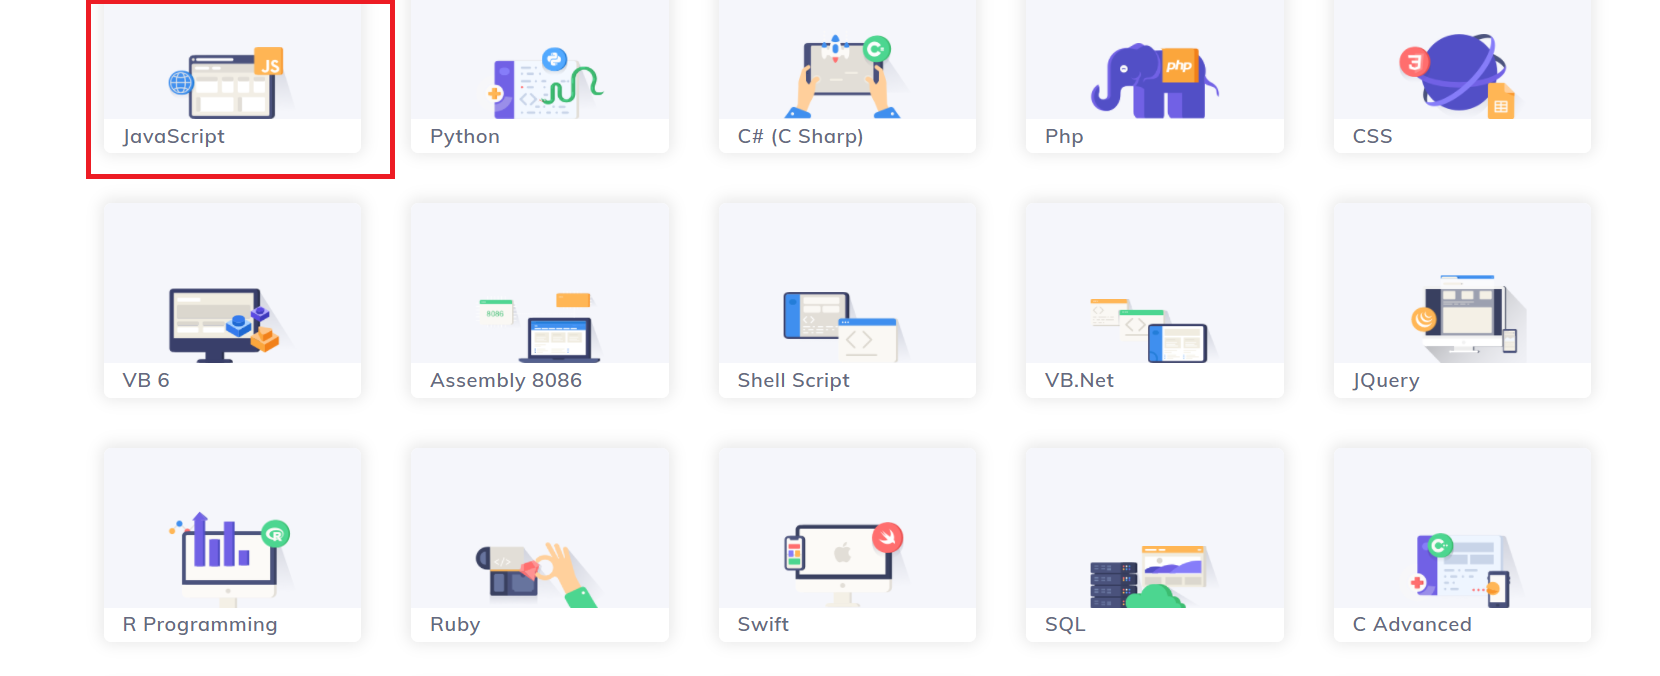 JS
JavaScript
Python
C# (C Sharp)
php
Php
3
CSS
VB 6
8086
Assembly 8086
Shell Script
VB.Net
JQuery
R
R Programming
Ruby
Swift
SQL
C Advanced